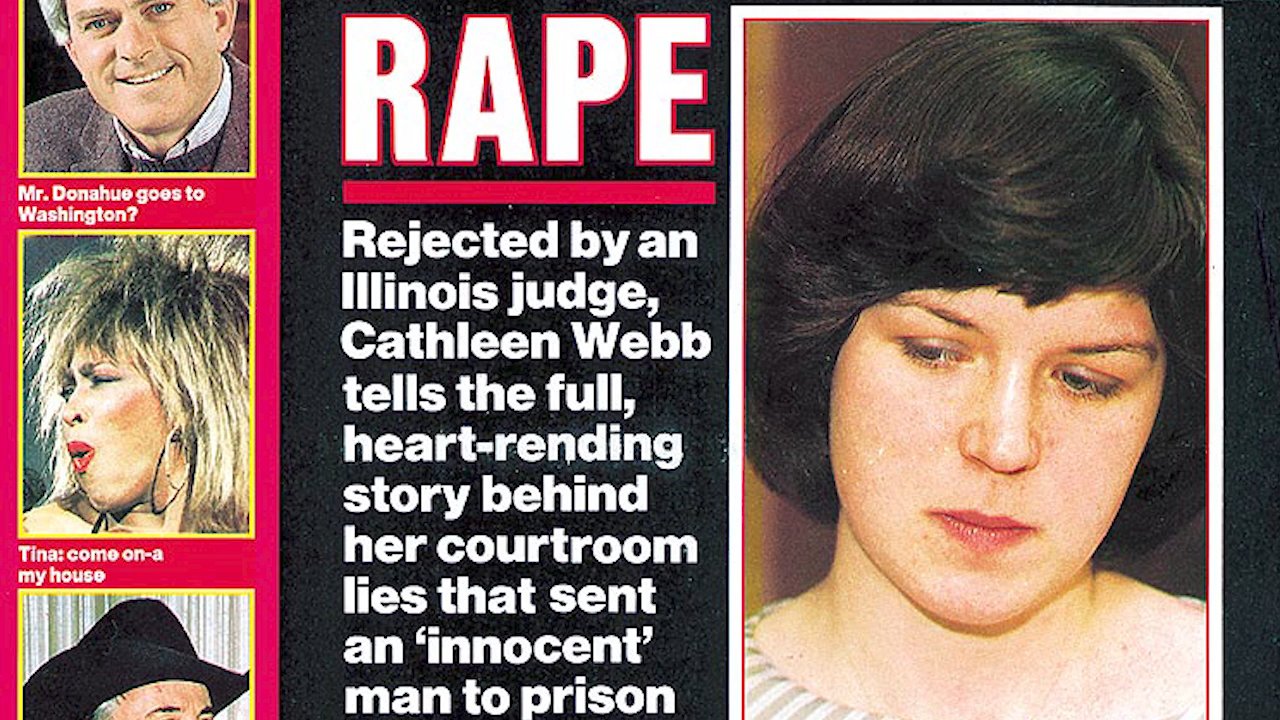 Mr. Donahue goes to
Washington?
Tina: come on-a
my house
RAPE
Rejected by an
Illinois judge,
Cathleen Webb
tells the full,
heart-rending
story behind
her courtroom
lies that sent
an ‘innocent’
man to prison